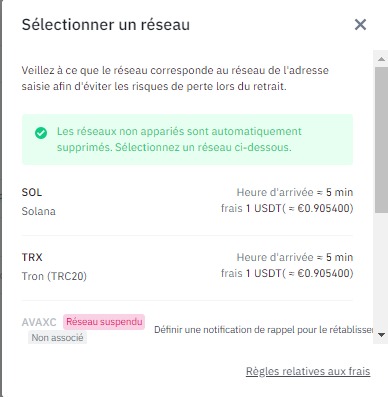 Sélectionner un réseau
Veillez à ce que le réseau corresponde au réseau de l'adresse
saisie afin d'éviter les risques de perte lors du retrait.
Les réseaux non appariés sont automatiquement
supprimés. Sélectionnez un réseau ci-dessous.
SOL Heure d'arrivée ≈ 5 min
Solana frais 1 USDT( ≈ €0.905400)
TRX Heure d'arrivée ≈ 5 min
Tron (TRC20) frais 1 USDT( ≈ €0.905400)
AVAXC Réseau suspendu
Définir une notification de rappel pour le rétablisse
Non associé
Règles relatives aux frais